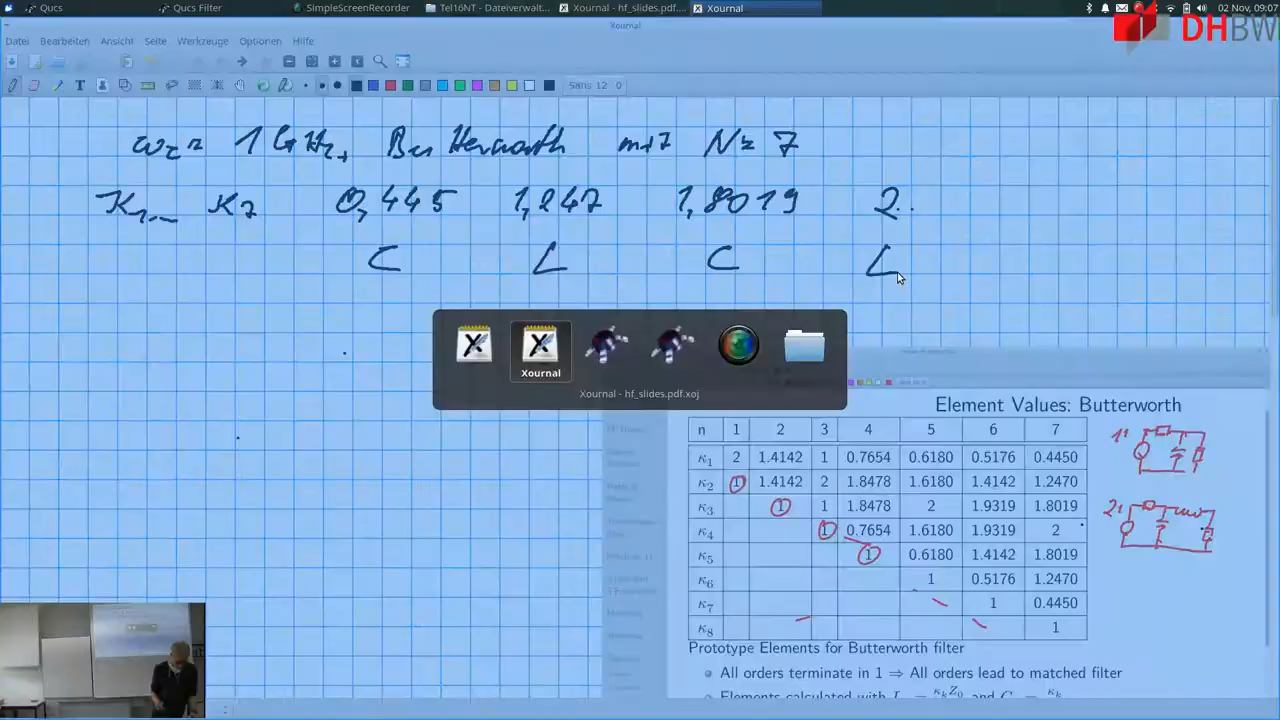 Qucs
Qucs Filter
SimpleScreenRecorder
Tel16NT - Dateiverwalt...
Xournal - hf_slides.pdf....
Xournal
02 Nov, 09:07
Xournal
DHBW
Datei Bearbeiten Ansicht Seite Werkzeuge Optionen Hilfe
Sans 12
ωc = 1 GHz, Butterworth mit N = 7
K1... K7 0,445 1,247 1,8019 2..
C L C L
Xournal
Xournal - hf_slides.pdf.xoj
Element Values: Butterworth
n 1 2 3 4 5 6 7
κ1 2 1.4142 1 0.7654 0.6180 0.5176 0.4450
κ2 1 1.4142 2 1.8478 1.6180 1.4142 1.2470
κ3 1 1 1.8478 2 1.9319 1.8019
κ4 1 0.7654 1.6180 1.9319 2
κ5 1 0.6180 1.4142 1.8019
κ6 1 0.5176 1.2470
κ7 1 0.4450
κ8 1
1'
2'
Prototype Elements for Butterworth filter
All orders terminate in 1 ⇒ All orders lead to matched filter
Elements calculated with